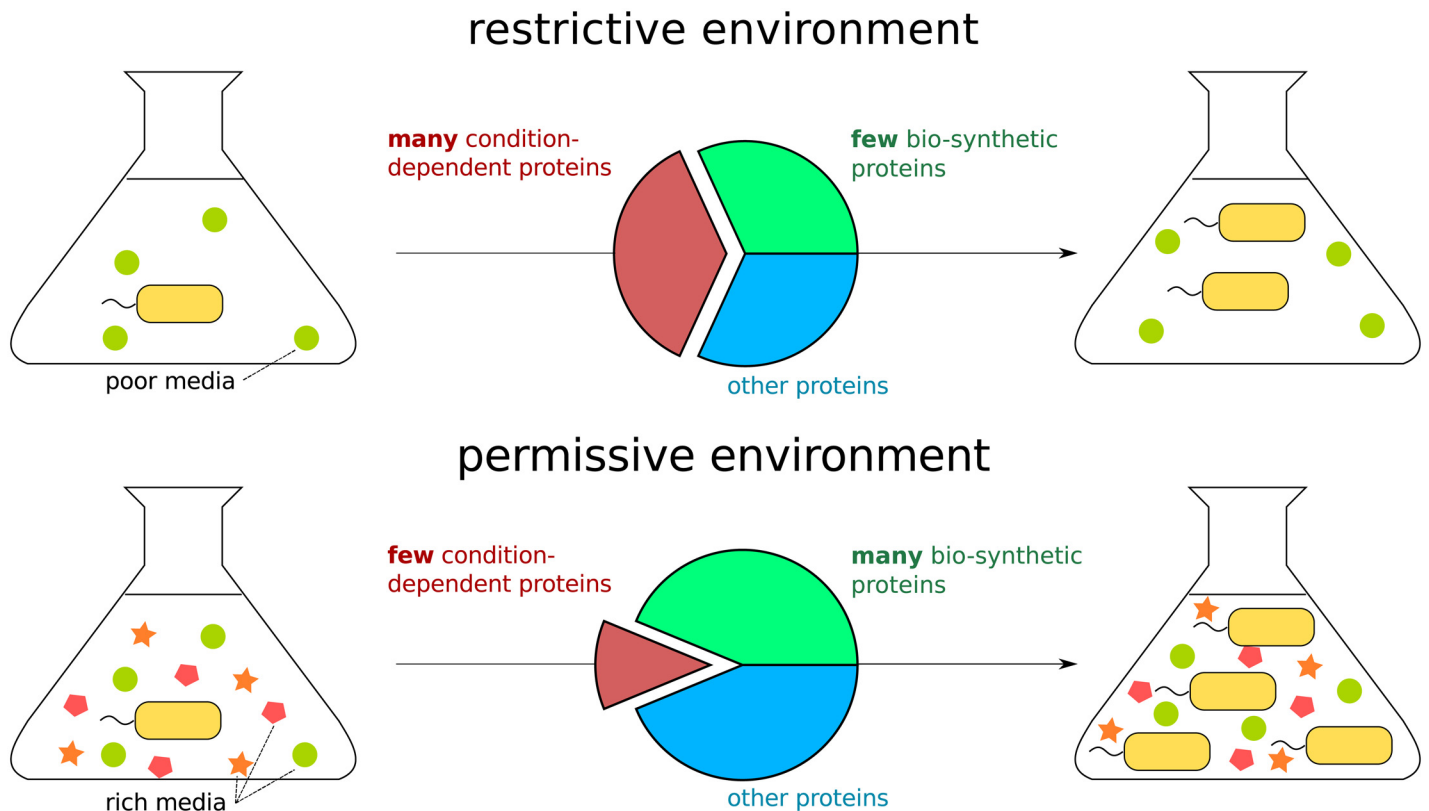 restrictive environment
many condition-
dependent proteins
few bio-synthetic
proteins
poor media
other proteins
permissive environment
few condition-
dependent proteins
many bio-synthetic
proteins
rich media
other proteins